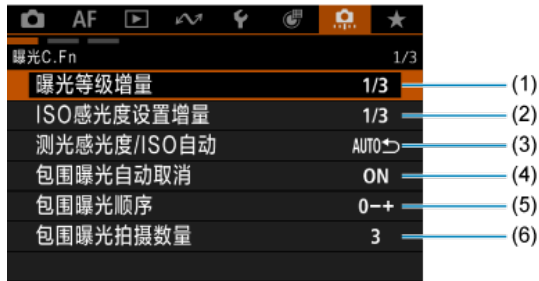 AF
曝光C.Fn 1/3
曝光等级增量 1/3 (1)
ISO感光度设置增量 1/3 (2)
测光感光度/ISO自动 AUTO (3)
包围曝光自动取消 ON (4)
包围曝光顺序 0-+ (5)
包围曝光拍摄数量 3 (6)